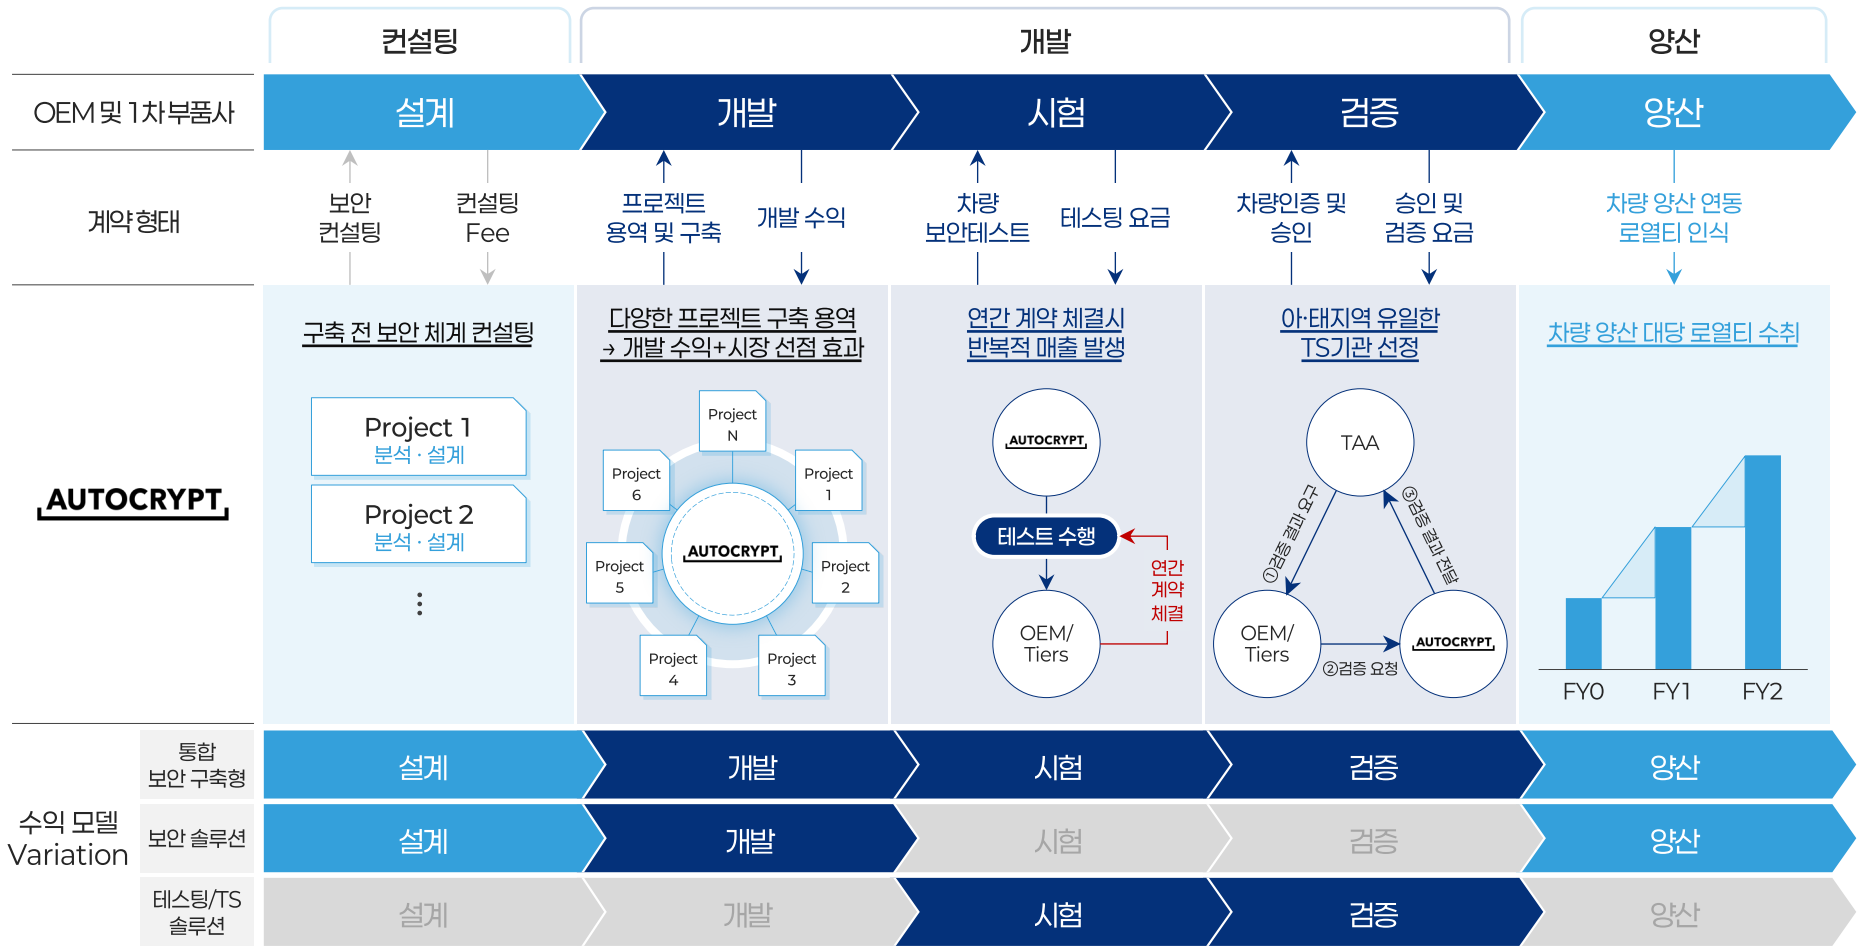 컨설팅
개발
양산
OEM 및 1차 부품사
설계
개발
시험
검증
양산
계약 형태
보안
컨설팅
컨설팅
Fee
프로젝트
용역 및 구축
개발 수익
차량
보안테스트
테스팅 요금
차량인증 및
승인
승인 및
검증 요금
차량 양산 연동
로열티 인식
AUTOCRYPT
구축 전 보안 체계 컨설팅
Project 1
분석 · 설계
Project 2
분석 · 설계
⋮
다양한 프로젝트 구축 용역
→ 개발 수익+시장 선점 효과
Project
N
Project
1
Project
2
Project
3
Project
4
Project
5
Project
6
AUTOCRYPT
연간 계약 체결시
반복적 매출 발생
AUTOCRYPT
테스트 수행
연간
계약
체결
OEM/
Tiers
아·태지역 유일한
TS기관 선정
TAA
①검증 결과 요구
③검증 결과 전달
OEM/
Tiers
②검증 요청
AUTOCRYPT
차량 양산 대당 로열티 수취
FY0
FY1
FY2
수익 모델
Variation
통합
보안 구축형
설계
개발
시험
검증
양산
보안 솔루션
설계
개발
시험
검증
양산
테스팅/TS
솔루션
설계
개발
시험
검증
양산